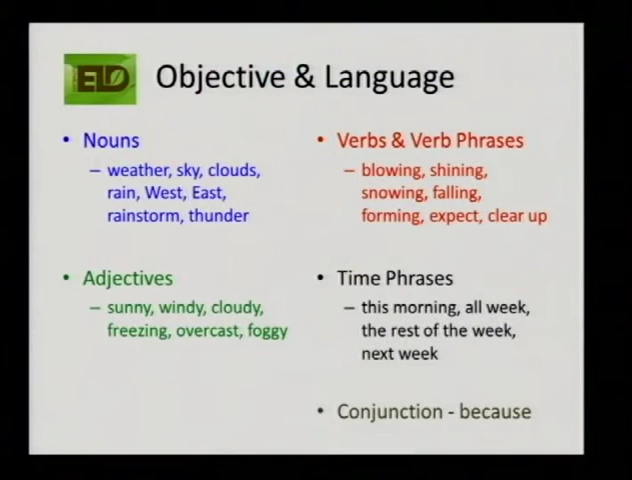 ELD
Objective & Language
• Nouns
– weather, sky, clouds,
rain, West, East,
rainstorm, thunder
• Adjectives
– sunny, windy, cloudy,
freezing, overcast, foggy
• Verbs & Verb Phrases
– blowing, shining,
snowing, falling,
forming, expect, clear up
• Time Phrases
– this morning, all week,
the rest of the week,
next week
• Conjunction - because